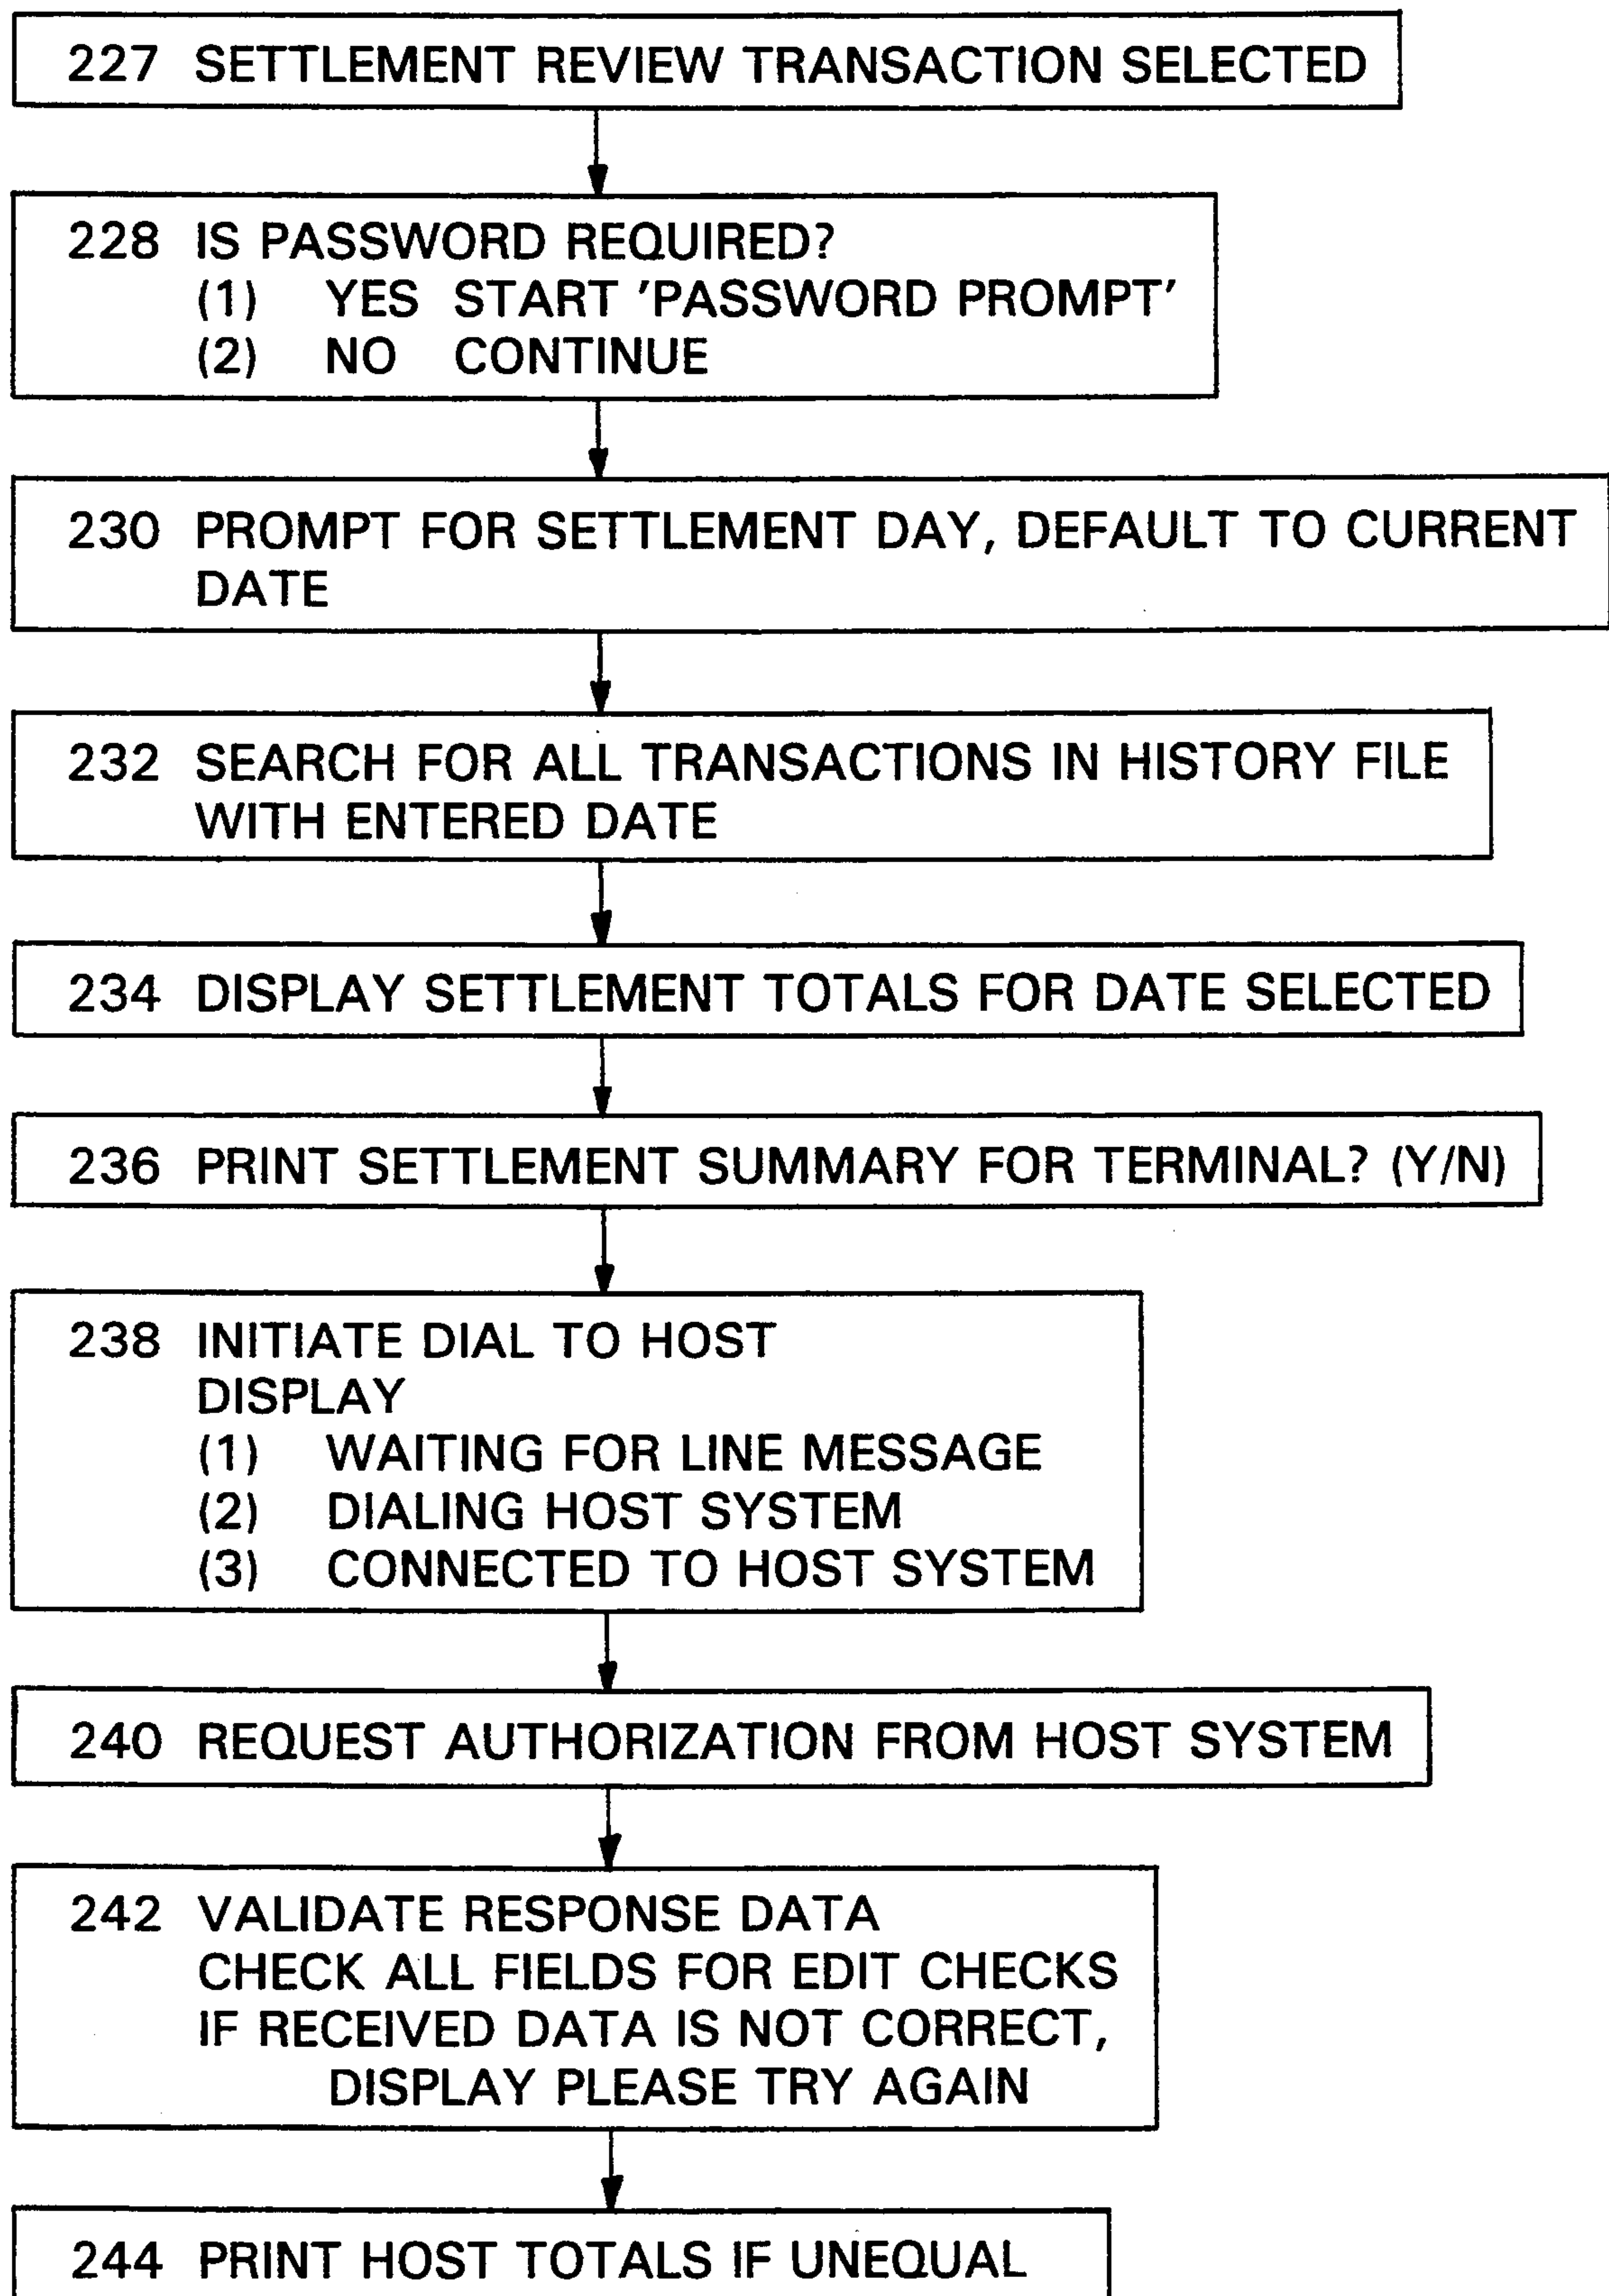 227 SETTLEMENT REVIEW TRANSACTION SELECTED
228 IS PASSWORD REQUIRED?
(1) YES START 'PASSWORD PROMPT'
(2) NO CONTINUE
230 PROMPT FOR SETTLEMENT DAY, DEFAULT TO CURRENT
DATE
232 SEARCH FOR ALL TRANSACTIONS IN HISTORY FILE
WITH ENTERED DATE
234 DISPLAY SETTLEMENT TOTALS FOR DATE SELECTED
236 PRINT SETTLEMENT SUMMARY FOR TERMINAL? (Y/N)
238 INITIATE DIAL TO HOST
DISPLAY
(1) WAITING FOR LINE MESSAGE
(2) DIALING HOST SYSTEM
(3) CONNECTED TO HOST SYSTEM
240 REQUEST AUTHORIZATION FROM HOST SYSTEM
242 VALIDATE RESPONSE DATA
CHECK ALL FIELDS FOR EDIT CHECKS
IF RECEIVED DATA IS NOT CORRECT,
DISPLAY PLEASE TRY AGAIN
244 PRINT HOST TOTALS IF UNEQUAL